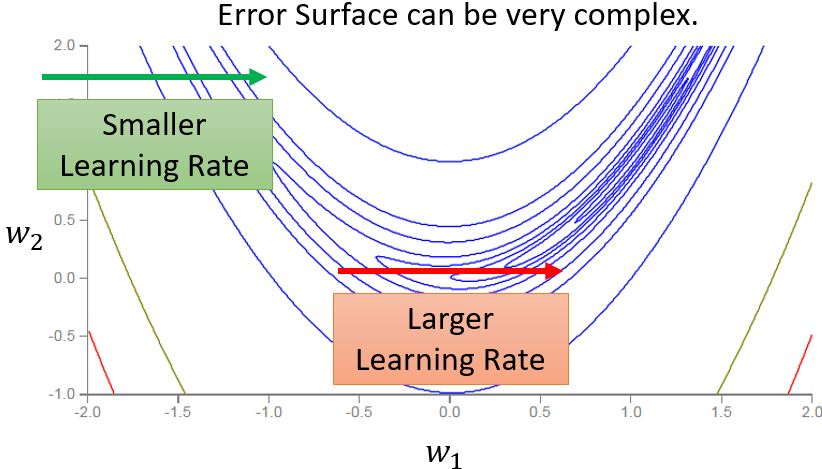 Error Surface can be very complex.
2.0
Smaller
Learning Rate
0.5
w₂
0.0
Larger
Learning Rate
-0.5
-1.0
-2.0 -1.5 -1.0 -0.5 0.0 0.5 1.0 1.5 2.0
w₁